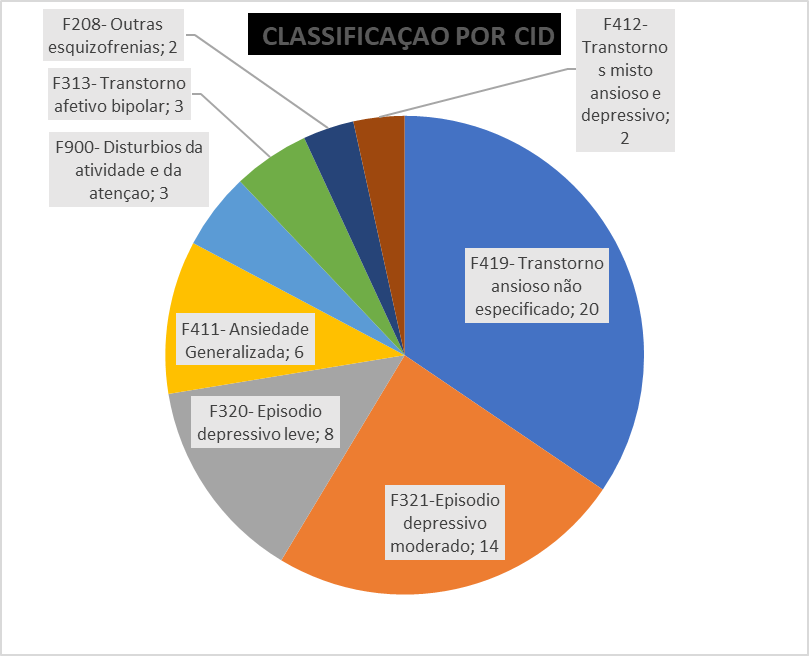 CLASSIFICAÇAO POR CID
F208- Outras
esquizofrenias; 2
F412-
Transtorno
s misto
ansioso e
depressivo;
2
F313- Transtorno
afetivo bipolar; 3
F900- Disturbios da
atividade e da
atençao; 3
F419- Transtorno
ansioso não
especificado; 20
F411- Ansiedade
Generalizada; 6
F320- Episodio
depressivo leve; 8
F321-Episodio
depressivo
moderado; 14